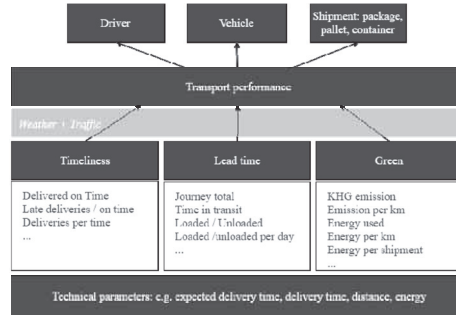 Driver
Vehicle
Shipment: package,
pallet, container
Transport performance
Weather + Traffic
Timeliness
Lead time
Green
Delivered on Time
Late deliveries / on time
Deliveries per time
...
Journey total
Time in transit
Loaded / Unloaded
Loaded /unloaded per day
...
KHG emission
Emission per km
Energy used
Energy per km
Energy per shipment
...
Technical parameters: e.g. expected delivery time, delivery time, distance, energy